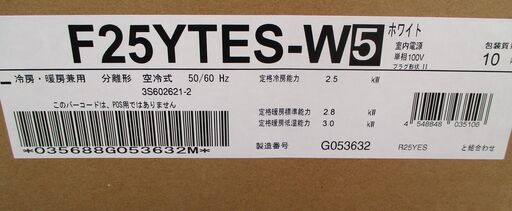 F25YTES-W5
ホワイト
室内電源
単相100V
プラグ形状 II
包装質
10
冷房・暖房兼用 分離形 空冷式 50/60 Hz
3S602621-2
このバーコードは、POS用ではありません。
*035688G053632M*
定格冷房能力 2.5 kW
定格暖房標準能力 2.8 kW
定格暖房低温能力 3.0 kW
製造番号 G053632
4 548848 035106
R25YES と組合わせ